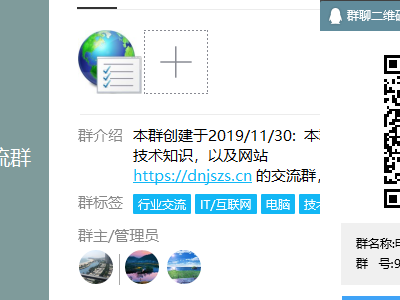 群聊二维码
流群
群介绍 本群创建于2019/11/30: 本
技术知识，以及网站
https://dnjszs.cn 的交流群，
群标签 行业交流 IT/互联网 电脑 技术
群主/管理员
群名称:
群 号:9